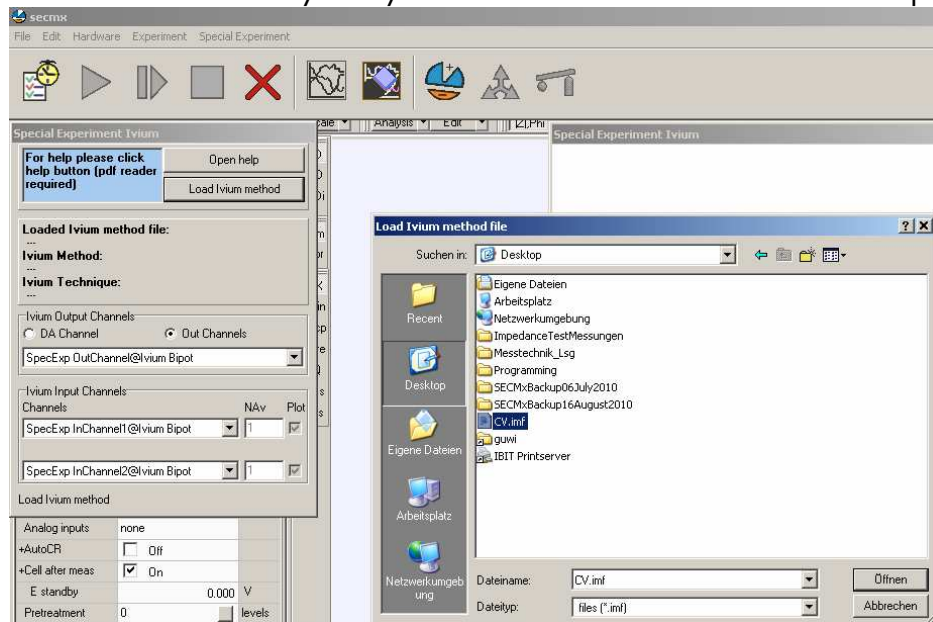 secmx
File Edit Hardware Experiment Special Experiment
Analysis Edit
Special Experiment Ivium
For help please click
help button (pdf reader
required)
Open help
Load Ivium method
Loaded Ivium method file:
---
Ivium Method:
---
Ivium Technique:
---
Ivium Output Channels
DA Channel Out Channels
SpecExp OutChannel@Ivium Bipot
Ivium Input Channels
Channels NAv Plot
SpecExp InChannel1@Ivium Bipot 1
SpecExp InChannel2@Ivium Bipot 1
Load Ivium method
Analog inputs none
+AutoCR Off
+Cell after meas On
E standby 0.000 V
Pretreatment 0 levels
Special Experiment Ivium
Load Ivium method file
Suchen in: Desktop
Recent
Desktop
Eigene Dateien
Arbeitsplatz
Netzwerkumgeb
ung
Eigene Dateien
Arbeitsplatz
Netzwerkumgebung
ImpedanceTestMessungen
Messtechnik_Lsg
Programming
SECMxBackup06July2010
SECMxBackup16August2010
CV.imf
guwi
IBIT Printserver
Dateiname: CV.imf Öffnen
Dateityp: files (*.imf) Abbrechen